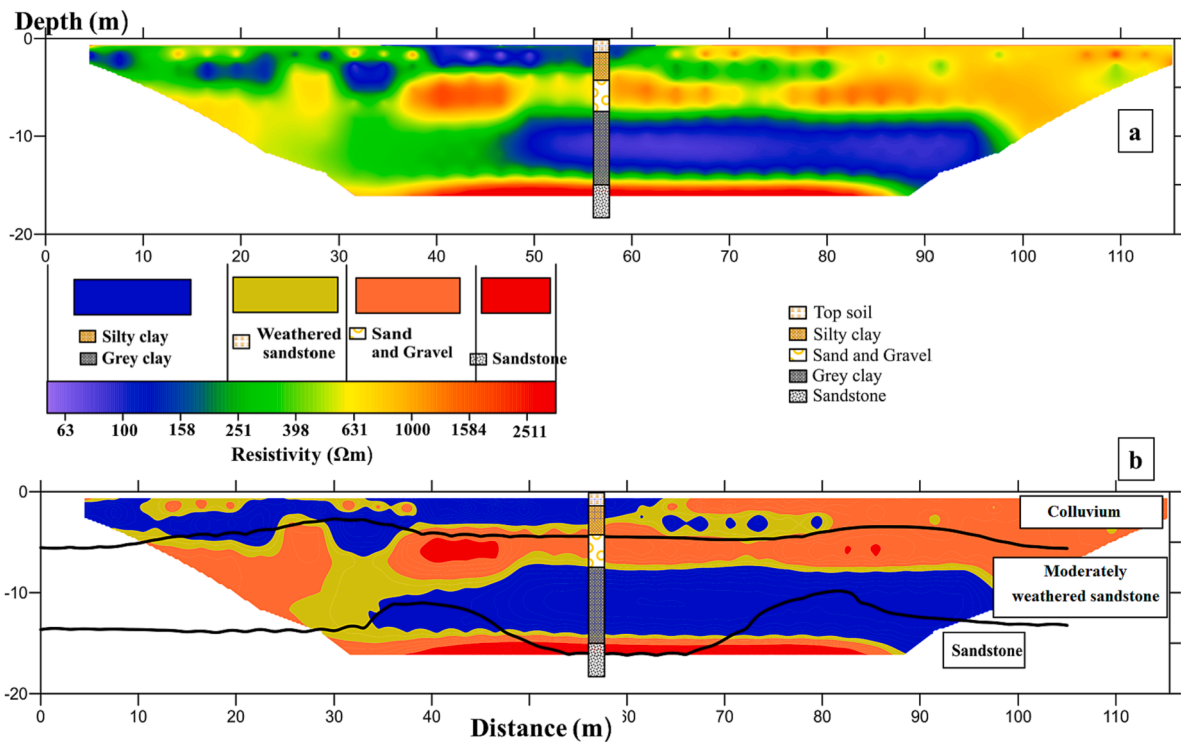 Depth (m)
0
-10
-20
a
0 10 20 30 40 50 60 70 80 90 100 110
Silty clay
Grey clay
Weathered
sandstone
Sand
and Gravel
Sandstone
63 100 158 251 398 631 1000 1584 2511
Resistivity (Ωm)
Top soil
Silty clay
Sand and Gravel
Grey clay
Sandstone
b
0
-10
-20
Colluvium
Moderately
weathered sandstone
Sandstone
0 10 20 30 40 70 80 90 100 110
Distance (m)